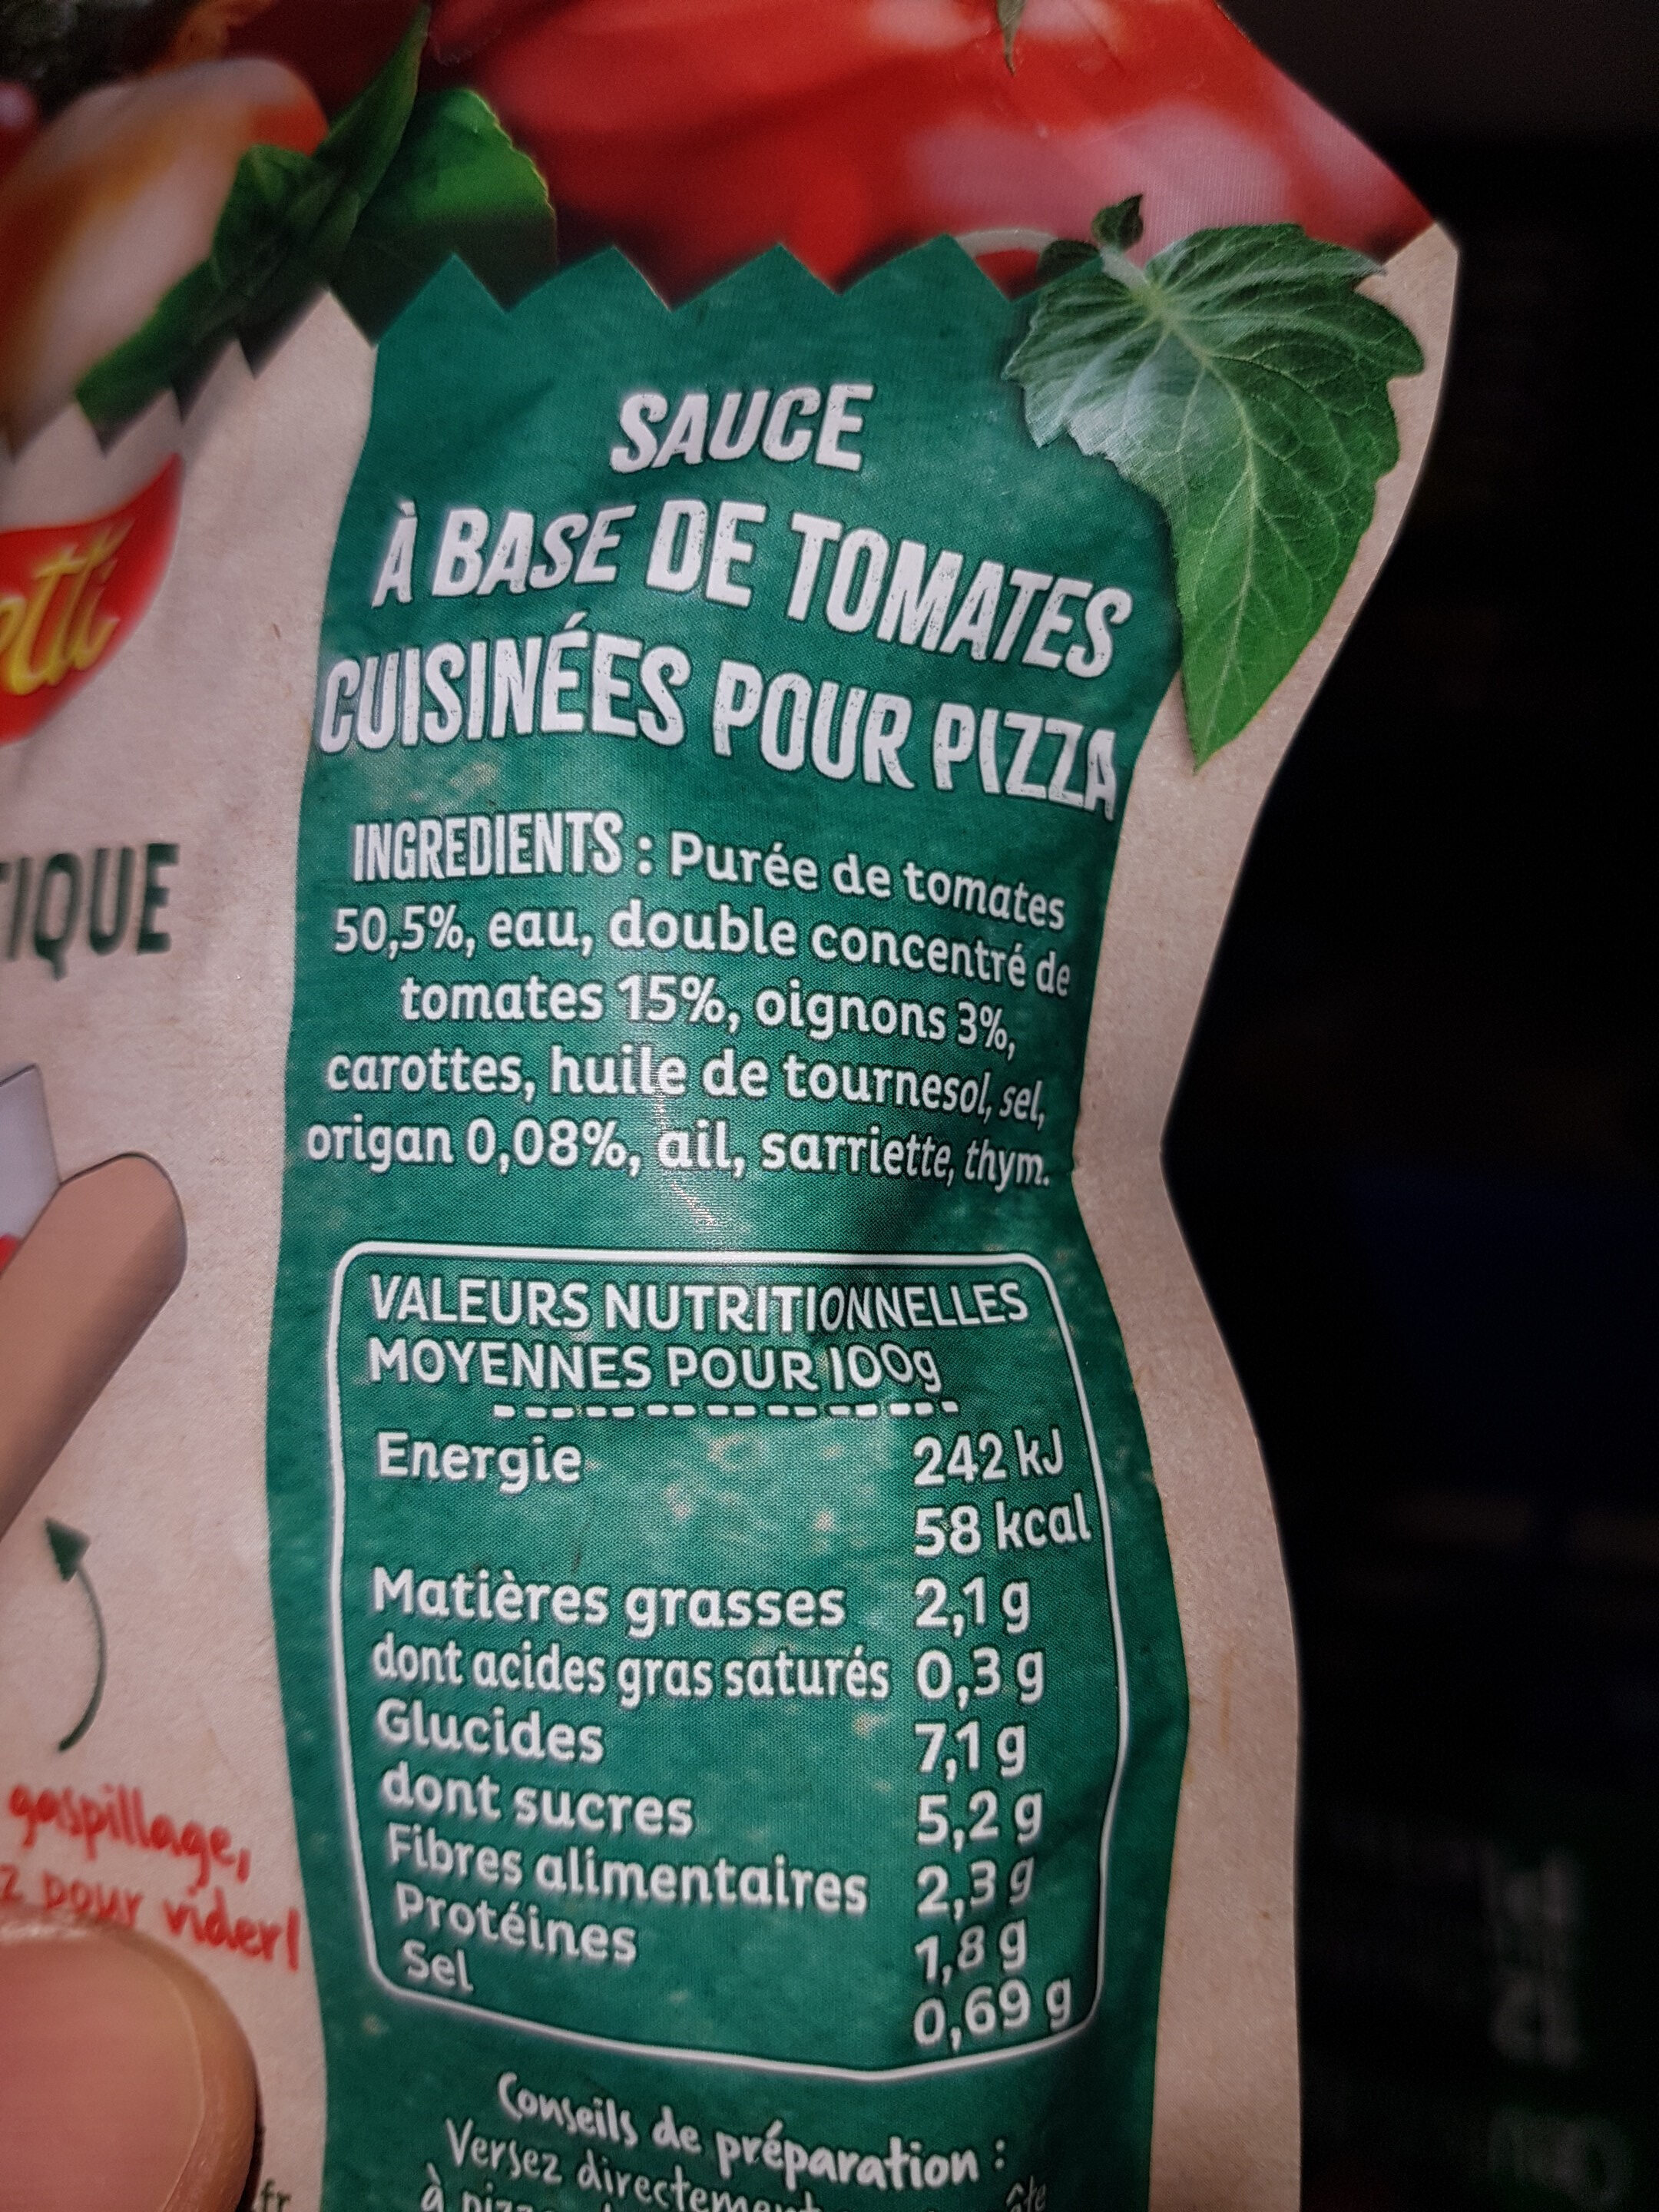 SAUCE
À BASE DE TOMATES
CUISINÉES POUR PIZZA
INGREDIENTS : Purée de tomates
50,5%, eau, double concentré de
tomates 15%, oignons 3%,
carottes, huile de tournesol, sel,
origan 0,08%, ail, sarriette, thym.
VALEURS NUTRITIONNELLES
MOYENNES POUR 100g
Energie 242 kJ
58 kcal
Matières grasses 2,1 g
dont acides gras saturés 0,3 g
Glucides 7,1 g
dont sucres 5,2 g
Fibres alimentaires 2,3 g
Protéines 1,8 g
Sel 0,69 g
Conseils de préparation :
Versez directement
à
etti
TIQUE
gaspillage,
z pour vider!
.fr